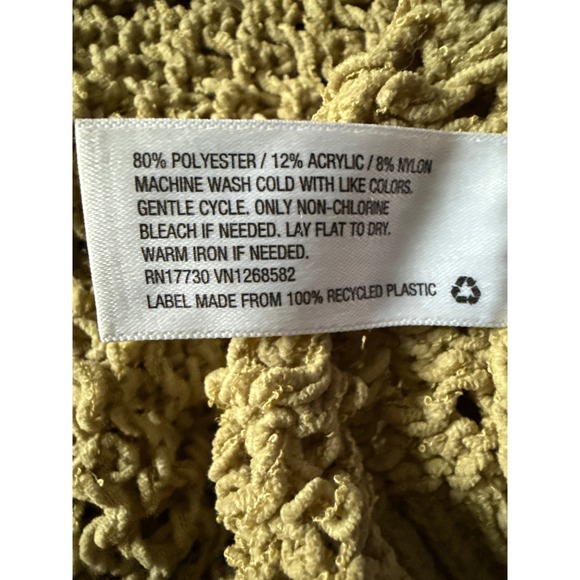 80% POLYESTER / 12% ACRYLIC / 8% NYLON
MACHINE WASH COLD WITH LIKE COLORS.
GENTLE CYCLE. ONLY NON-CHLORINE
BLEACH IF NEEDED. LAY FLAT TO DRY.
WARM IRON IF NEEDED.
RN17730 VN1268582
LABEL MADE FROM 100% RECYCLED PLASTIC